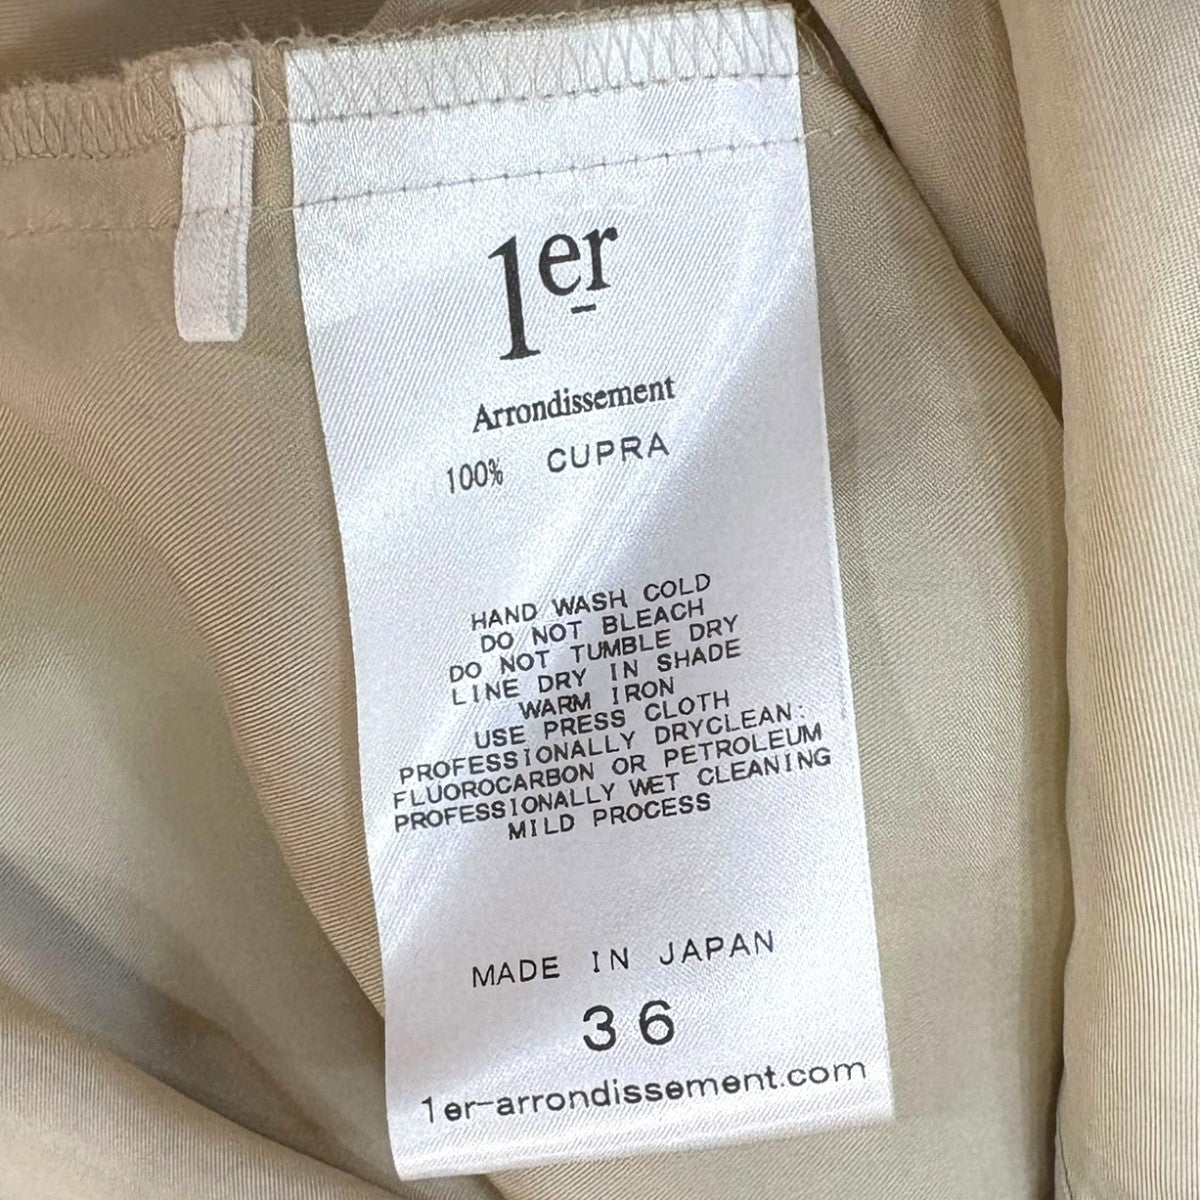 1er
Arrondissement
100% CUPRA
HAND WASH COLD
DO NOT BLEACH
DO NOT TUMBLE DRY
LINE DRY IN SHADE
WARM IRON
USE PRESS CLOTH
PROFESSIONALLY DRYCLEAN:
FLUOROCARBON OR PETROLEUM
PROFESSIONALLY WET CLEANING
MILD PROCESS
MADE IN JAPAN
36
1er-arrondissement.com